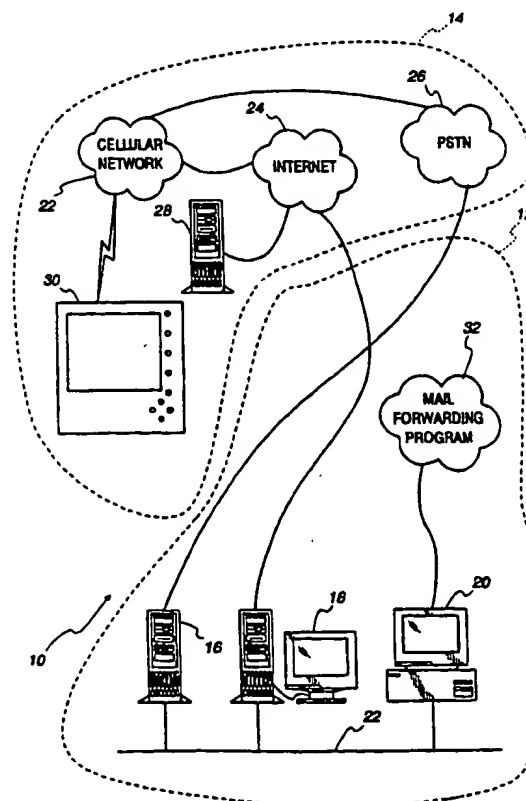 14
26
24
PSTN
CELLULAR
NETWORK
INTERNET
22
28
30
32
MAIL
FORWARDING
PROGRAM
18
20
16
10
22